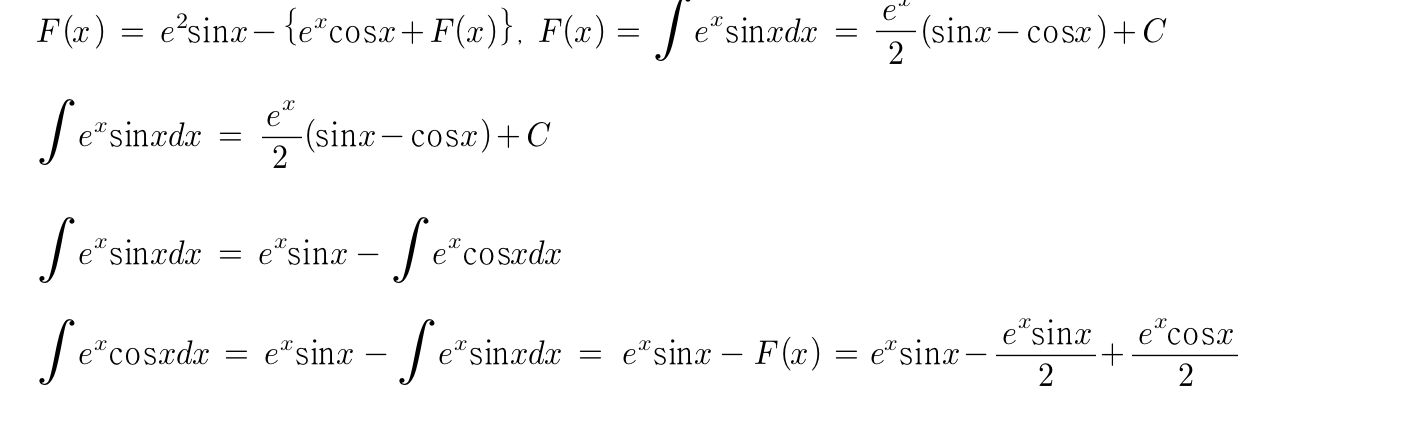 F(x) = e²sinx − {eˣcosx + F(x)}, F(x) = ∫ eˣsinxdx = eˣ/2 (sinx − cosx) + C
∫ eˣsinxdx = eˣ/2 (sinx − cosx) + C
∫ eˣsinxdx = eˣsinx − ∫ eˣcosxdx
∫ eˣcosxdx = eˣsinx − ∫ eˣsinxdx = eˣsinx − F(x) = eˣsinx − eˣsinx/2 + eˣcosx/2